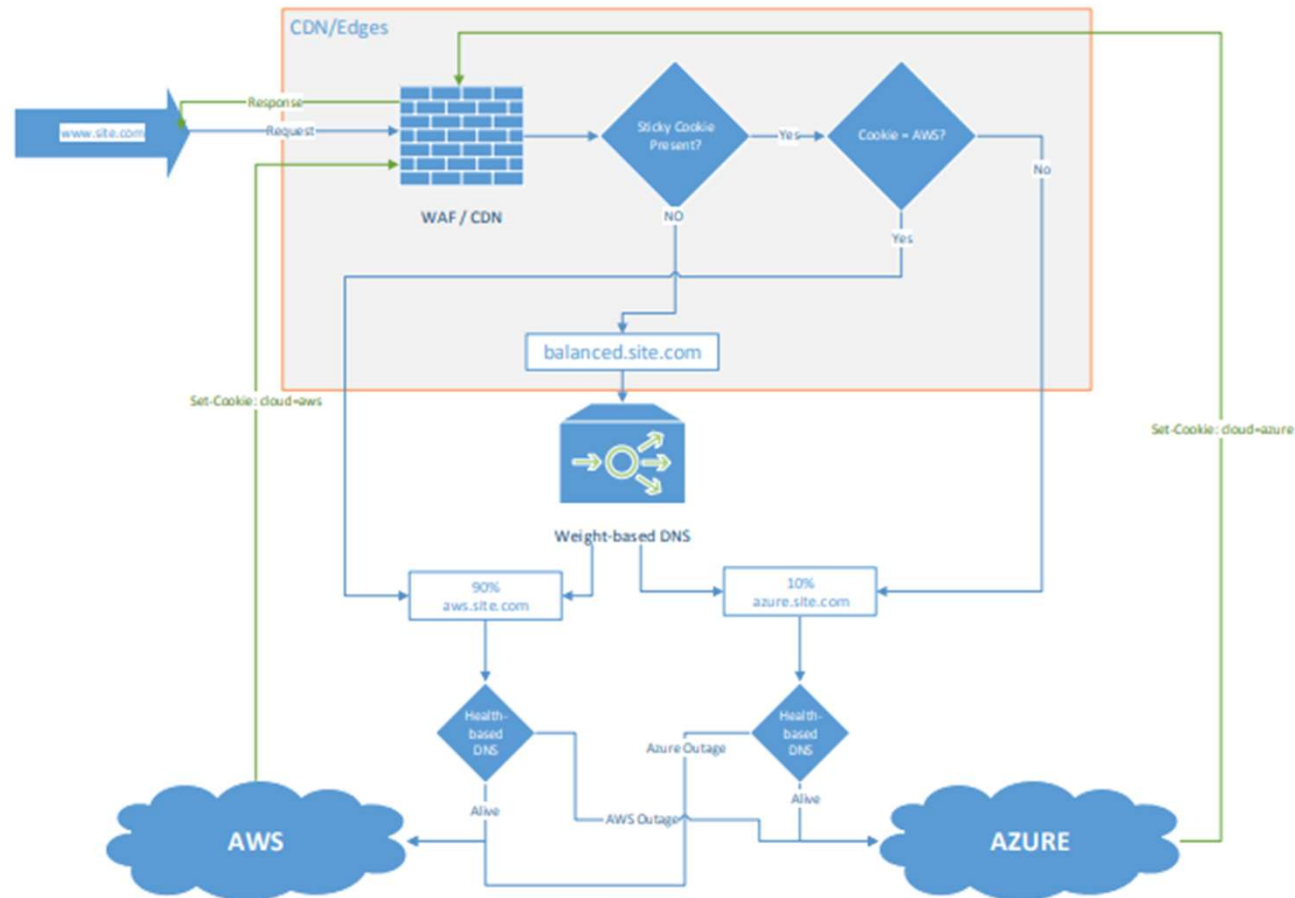 CDN/Edges
Response
www.site.com
Request
Sticky Cookie
Present?
Yes
Cookie = AWS?
No
WAF / CDN
NO
Yes
balanced.site.com
Set-Cookie: cloud=aws
Set-Cookie: cloud=azure
Weight-based DNS
90%
aws.site.com
10%
azure.site.com
Health-
based
DNS
Health-
based
DNS
Azure Outage
Alive
Alive
AWS Outage
AWS
AZURE